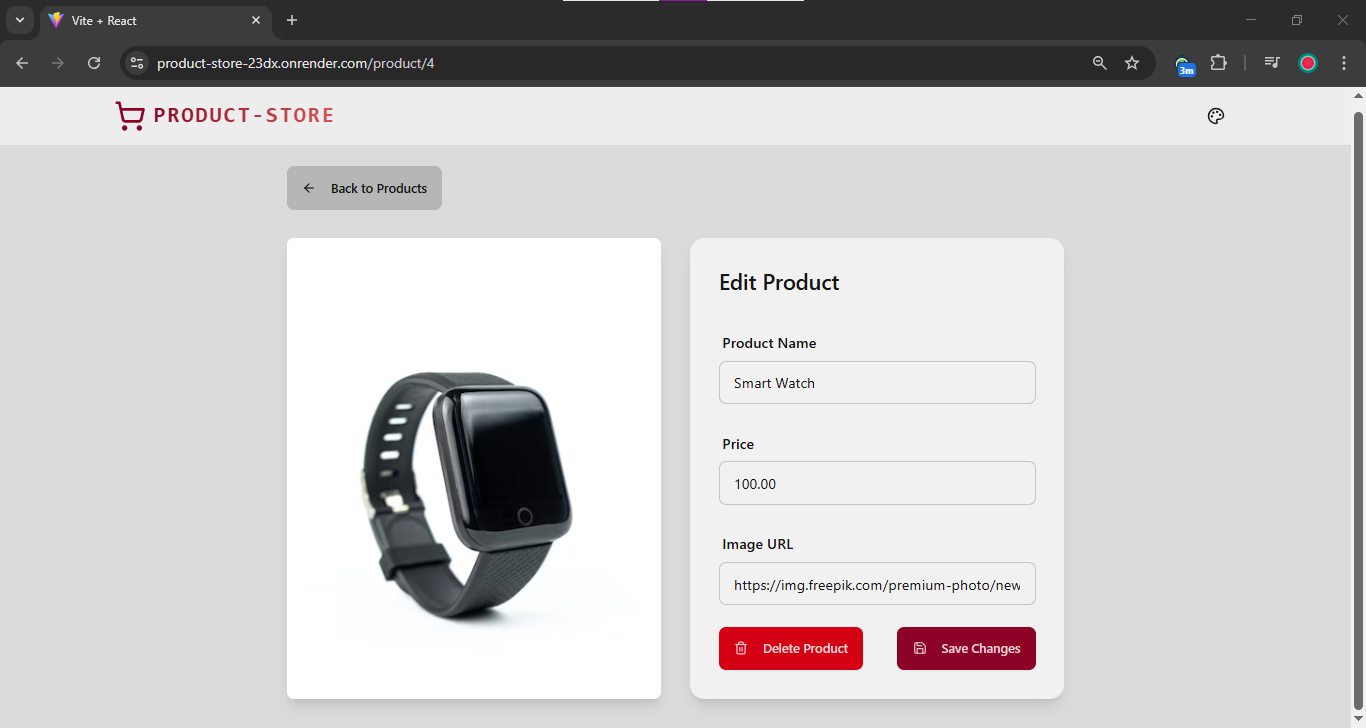 Vite + React
product-store-23dx.onrender.com/product/4
3m
PRODUCT-STORE
Back to Products
Edit Product
Product Name
Smart Watch
Price
100.00
Image URL
https://img.freepik.com/premium-photo/new
Delete Product
Save Changes